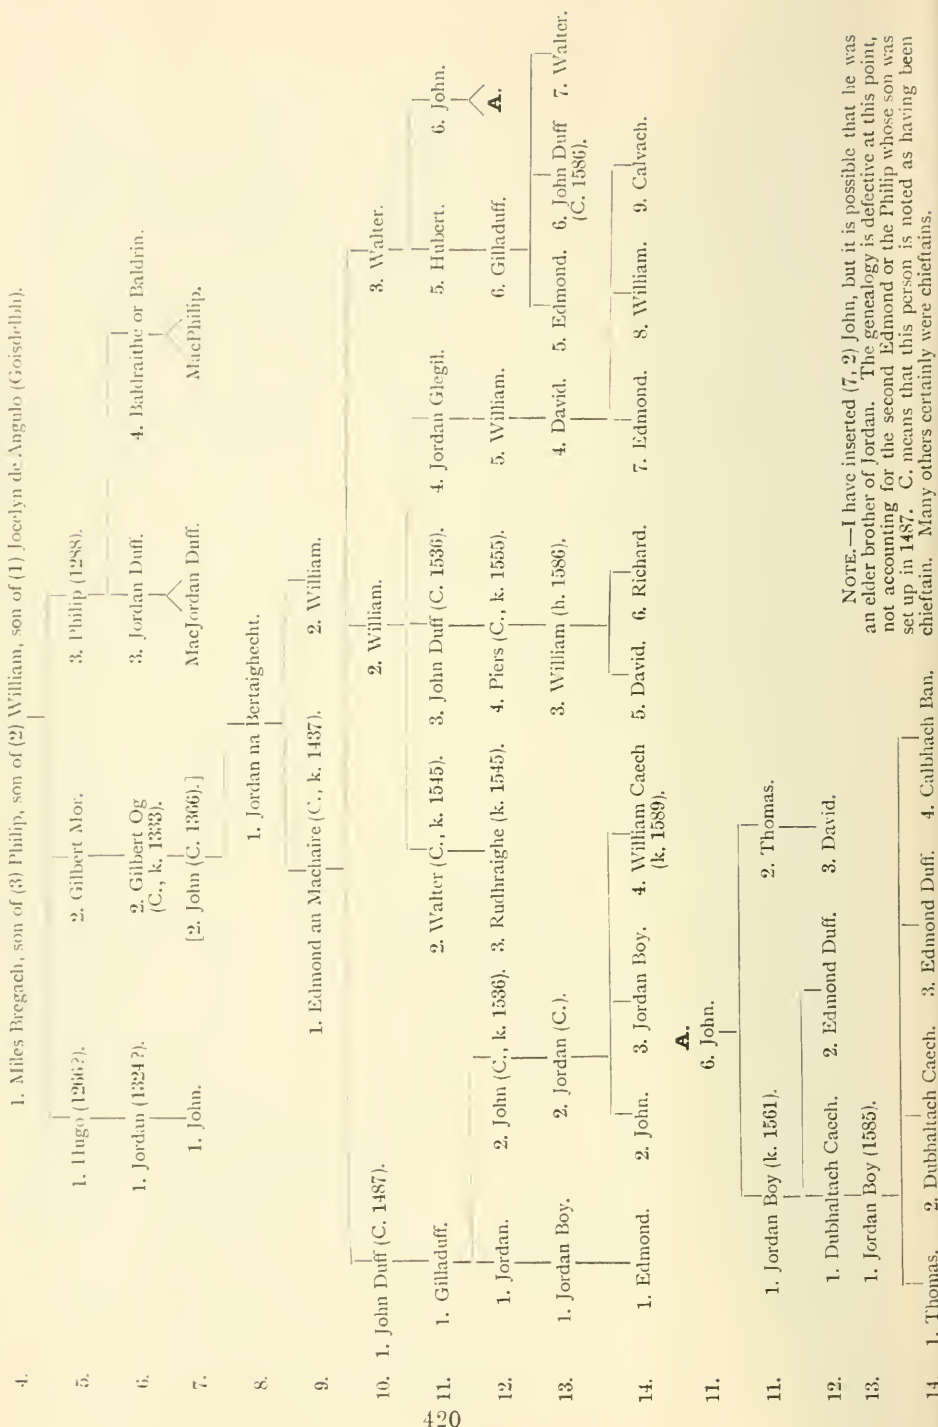 4. 1. Miles Bregach, son of (3) Philip, son of (2) William, son of (1) Jocelyn de Angulo (Goisdelbh).
5. 1. Hugo (1266?). 2. Gilbert Mor. 3. Philip (1288).
6. 1. Jordan (1324?). 2. Gilbert Og (C., k. 1333). 3. Jordan Duff. 4. Baldraithe or Baldrin.
7. 1. John. [2. John (C. 1366).] MacJordan Duff. MacPhilip.
8. 1. Jordan na Bertaighecht.
9. 1. Edmond an Machaire (C., k. 1437). 2. William.
10. 1. John Duff (C. 1487). 2. William. 3. Walter.
11. 1. Gilladuff. 2. Walter (C., k. 1545). 3. John Duff (C. 1536). 4. Jordan Glegil. 5. Hubert. 6. John.
A.
12. 1. Jordan. 2. John (C., k. 1536). 3. Rudhraighe (k. 1545). 4. Piers (C., k. 1555). 5. William. 6. Gilladuff.
13. 1. Jordan Boy. 2. Jordan (C.). 3. William (h. 1586). 4. David. 5. Edmond. 6. John Duff (C. 1586). 7. Walter.
14. 1. Edmond. 2. John. 3. Jordan Boy. 4. William Caech (k. 1589). 5. David. 6. Richard. 7. Edmond. 8. William. 9. Calvach.
A.
11. 6. John.
11. 1. Jordan Boy (k. 1561). 2. Thomas.
12. 1. Dubhaltach Caech. 2. Edmond Duff. 3. David.
13. 1. Jordan Boy (1585).
14. 1. Thomas. 2. Dubhaltach Caech. 3. Edmond Duff. 4. Calbhach Ban.
NOTE.—I have inserted (7, 2) John, but it is possible that he was
an elder brother of Jordan. The genealogy is defective at this point,
not accounting for the second Edmond or the Philip whose son was
set up in 1487. C. means that this person is noted as having been
chieftain. Many others certainly were chieftains.
420